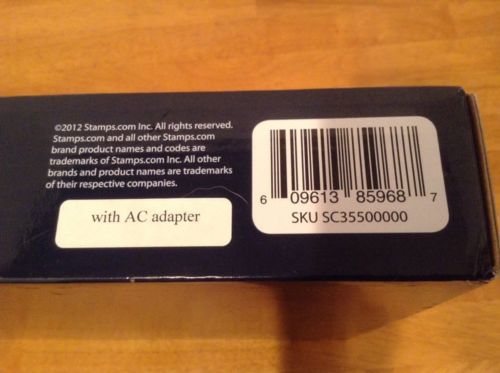 ©2012 Stamps.com Inc. All rights reserved.
Stamps.com and all other Stamps.com
brand product names and codes are
trademarks of Stamps.com Inc. All other
brands and product names are trademarks
of their respective companies.
with AC adapter
6 09613 85968 7
SKU SC35500000